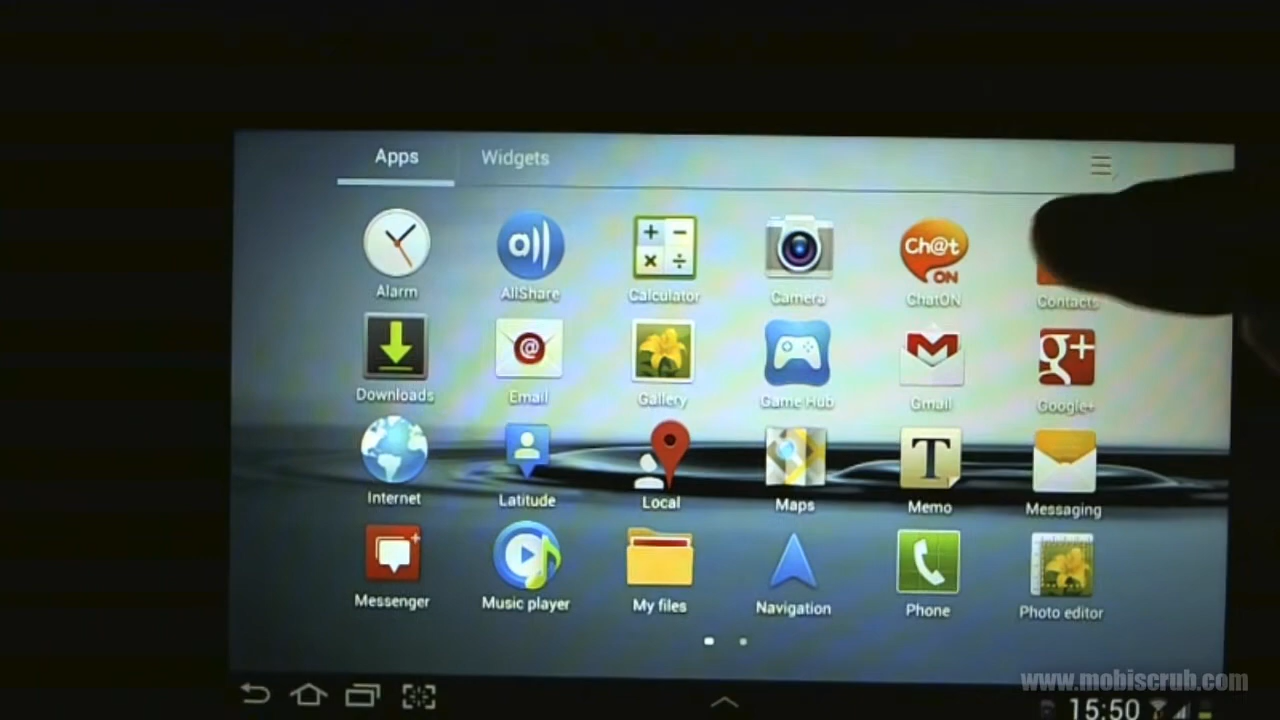 Apps Widgets
Alarm AllShare Calculator Camera ChatON Contacts
Ch@t
ON
Downloads Email Gallery Game Hub Gmail Google+
@
g+
Internet Latitude Local Maps Memo Messaging
T
Messenger Music player My files Navigation Phone Photo editor
www.mobiscrub.com
15:50